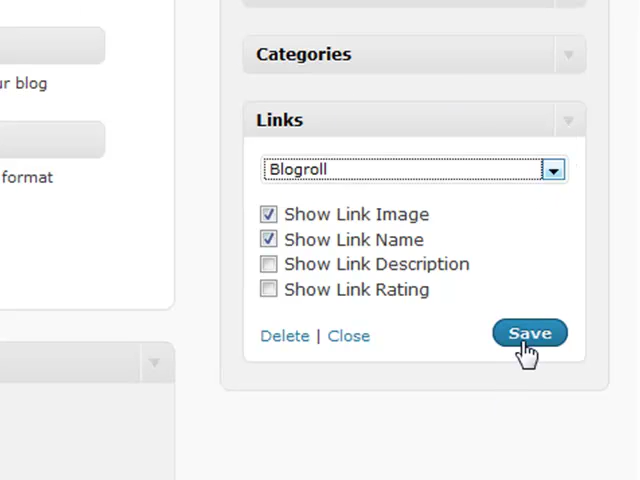 Categories
ur blog
Links
Blogroll
format
Show Link Image
Show Link Name
Show Link Description
Show Link Rating
Delete | Close
Save